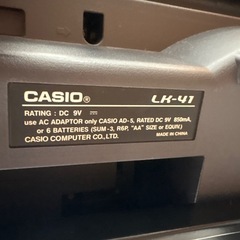 CASIO® LK-41
RATING : DC 9V ⎓
use AC ADAPTOR only CASIO AD-5, RATED DC 9V 850mA,
or 6 BATTERIES (SUM-3, R6P, "AA" SIZE or EQUIV.)
CASIO COMPUTER CO.,LTD. MADE IN CHINA